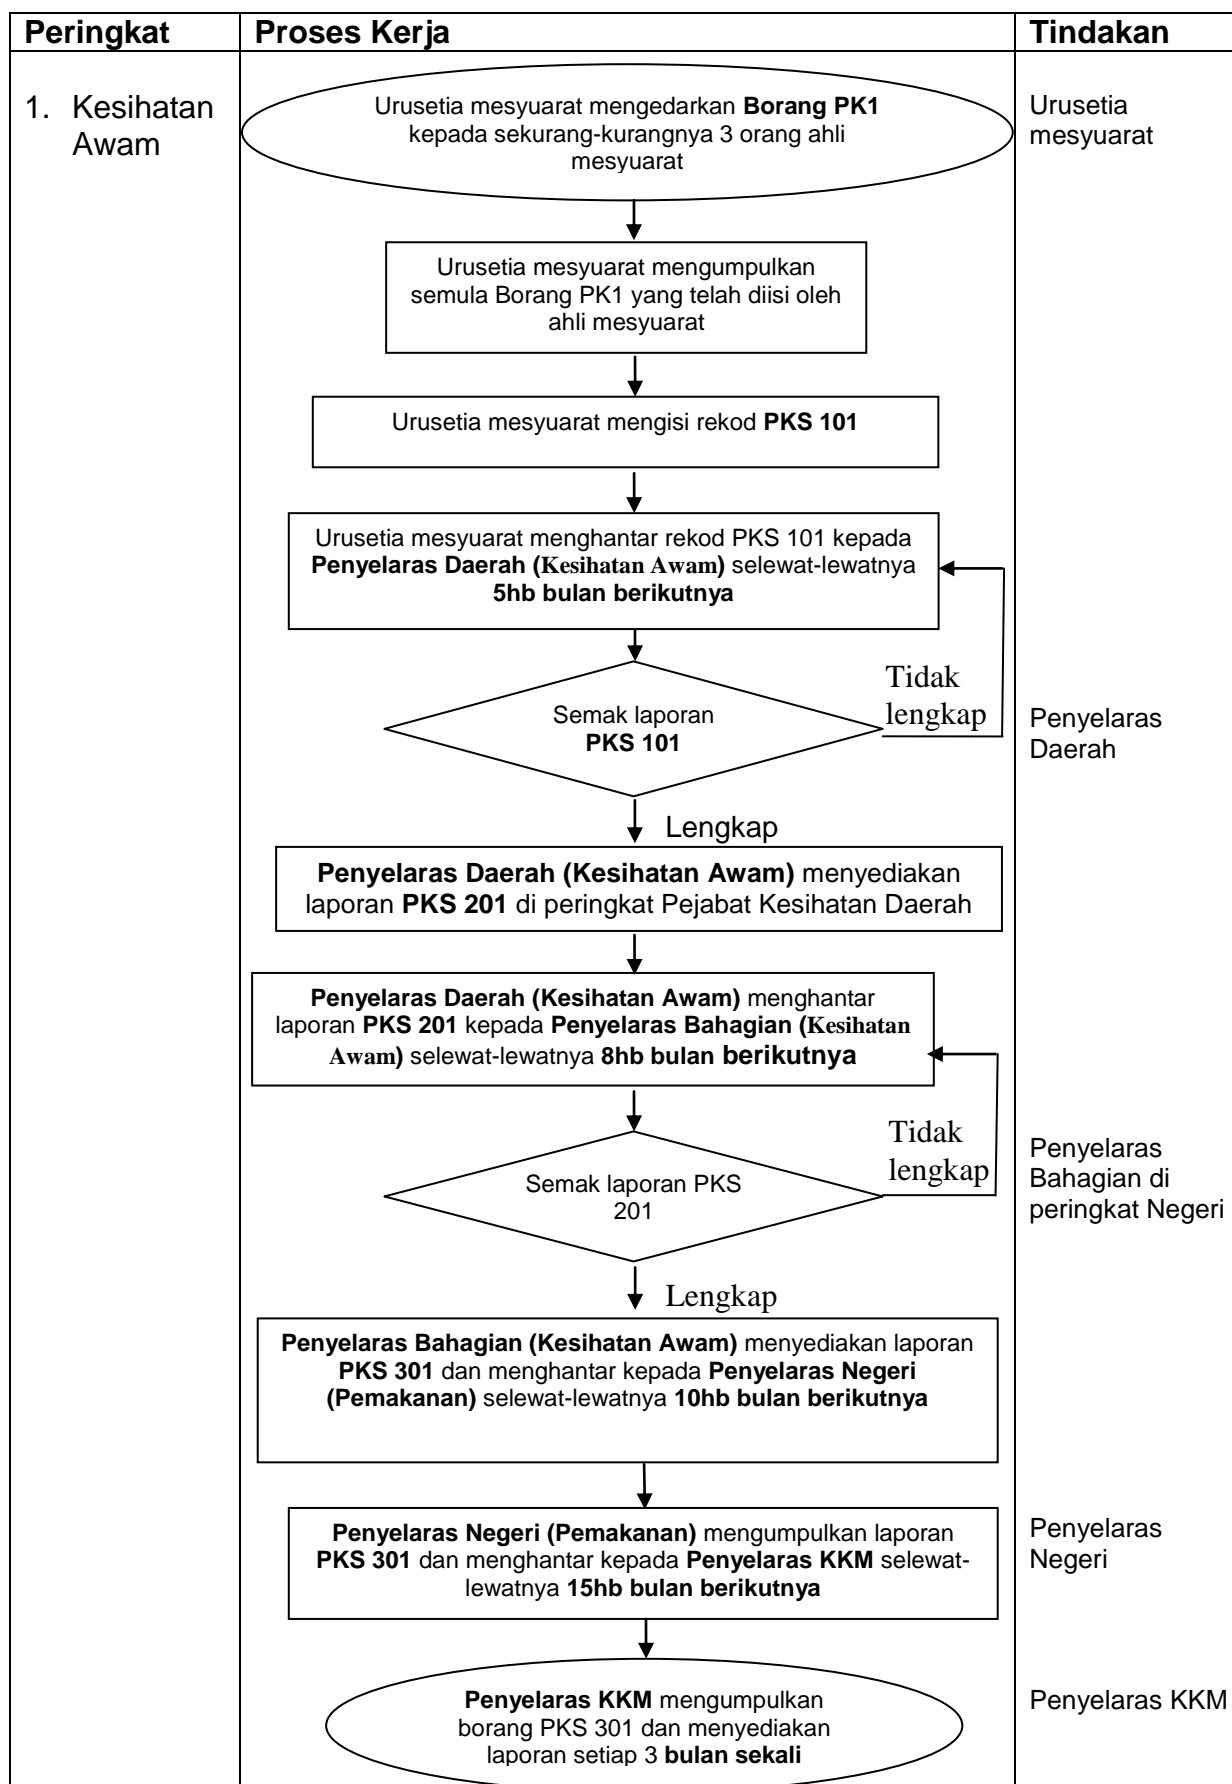 Peringkat
Proses Kerja
Tindakan
1. Kesihatan
Awam
Urusetia mesyuarat mengedarkan Borang PK1
kepada sekurang-kurangnya 3 orang ahli
mesyuarat
Urusetia
mesyuarat
Urusetia mesyuarat mengumpulkan
semula Borang PK1 yang telah diisi oleh
ahli mesyuarat
Urusetia mesyuarat mengisi rekod PKS 101
Urusetia mesyuarat menghantar rekod PKS 101 kepada
Penyelaras Daerah (Kesihatan Awam) selewat-lewatnya
5hb bulan berikutnya
Tidak
lengkap
Semak laporan
PKS 101
Penyelaras
Daerah
Lengkap
Penyelaras Daerah (Kesihatan Awam) menyediakan
laporan PKS 201 di peringkat Pejabat Kesihatan Daerah
Penyelaras Daerah (Kesihatan Awam) menghantar
laporan PKS 201 kepada Penyelaras Bahagian (Kesihatan
Awam) selewat-lewatnya 8hb bulan berikutnya
Tidak
lengkap
Semak laporan PKS
201
Penyelaras
Bahagian di
peringkat Negeri
Lengkap
Penyelaras Bahagian (Kesihatan Awam) menyediakan laporan
PKS 301 dan menghantar kepada Penyelaras Negeri
(Pemakanan) selewat-lewatnya 10hb bulan berikutnya
Penyelaras Negeri (Pemakanan) mengumpulkan laporan
PKS 301 dan menghantar kepada Penyelaras KKM selewat-
lewatnya 15hb bulan berikutnya
Penyelaras
Negeri
Penyelaras KKM mengumpulkan
borang PKS 301 dan menyediakan
laporan setiap 3 bulan sekali
Penyelaras KKM